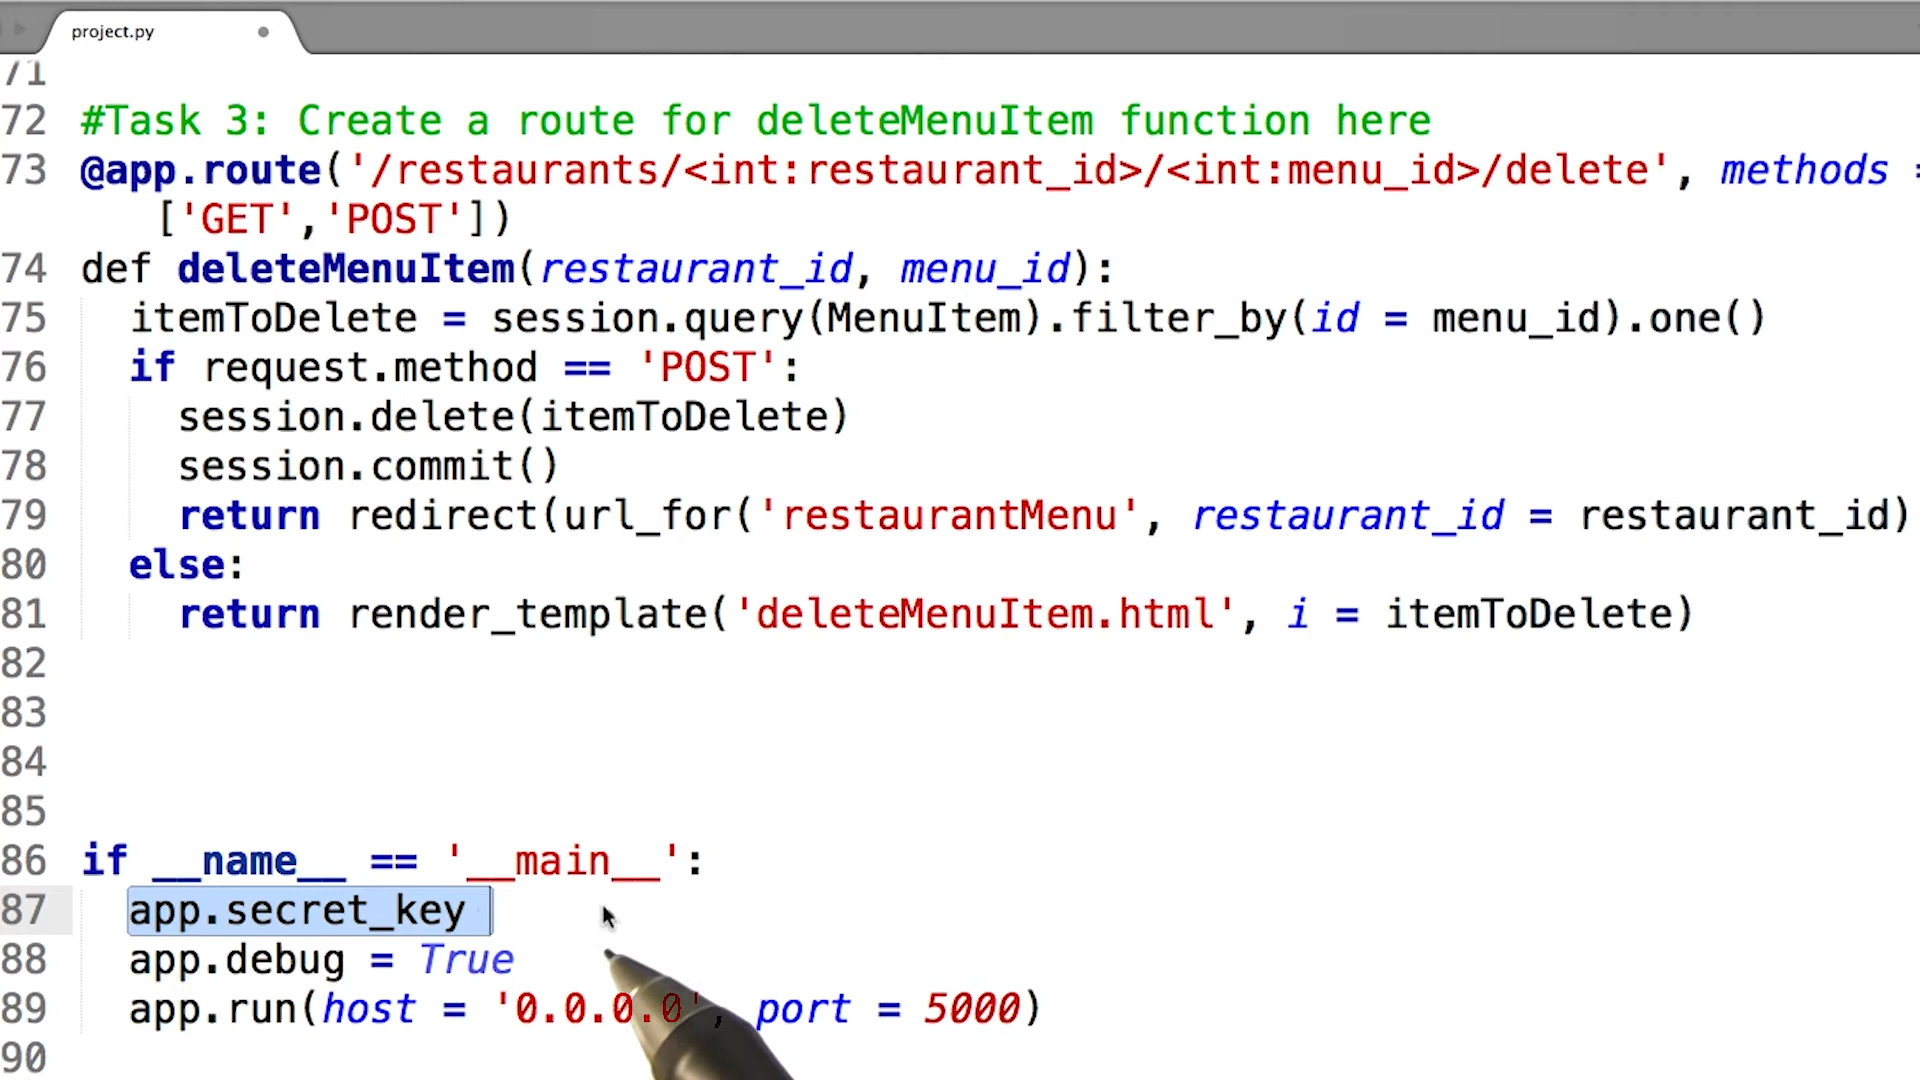 project.py
71
72 #Task 3: Create a route for deleteMenuItem function here
73 @app.route('/restaurants/<int:restaurant_id>/<int:menu_id>/delete', methods =
['GET','POST'])
74 def deleteMenuItem(restaurant_id, menu_id):
75 itemToDelete = session.query(MenuItem).filter_by(id = menu_id).one()
76 if request.method == 'POST':
77 session.delete(itemToDelete)
78 session.commit()
79 return redirect(url_for('restaurantMenu', restaurant_id = restaurant_id)
80 else:
81 return render_template('deleteMenuItem.html', i = itemToDelete)
82
83
84
85
86 if __name__ == '__main__':
87 app.secret_key
88 app.debug = True
89 app.run(host = '0.0.0.0', port = 5000)
90